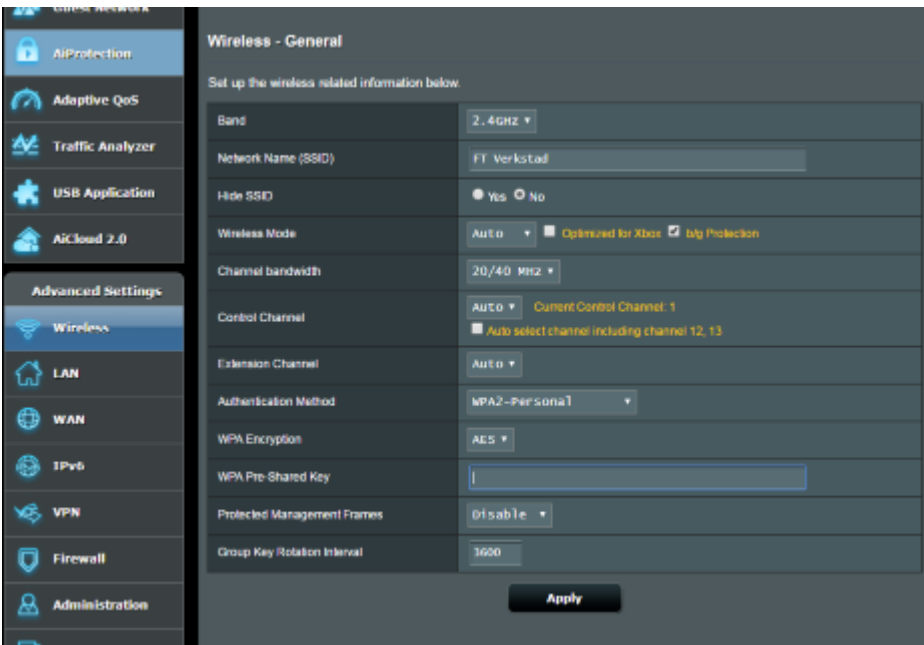 Guest Network
AiProtection
Adaptive QoS
Traffic Analyzer
USB Application
AiCloud 2.0
Advanced Settings
Wireless
LAN
WAN
IPv6
VPN
Firewall
Administration
Wireless - General
Set up the wireless related information below.
Band 2.4GHz
Network Name (SSID) FT Verkstad
Hide SSID Yes No
Wireless Mode Auto Optimized for Xbox b/g Protection
Channel bandwidth 20/40 MHz
Control Channel Auto Current Control Channel: 1
Auto select channel including channel 12, 13
Extension Channel Auto
Authentication Method WPA2-Personal
WPA Encryption AES
WPA Pre-Shared Key
Protected Management Frames Disable
Group Key Rotation Interval 3600
Apply